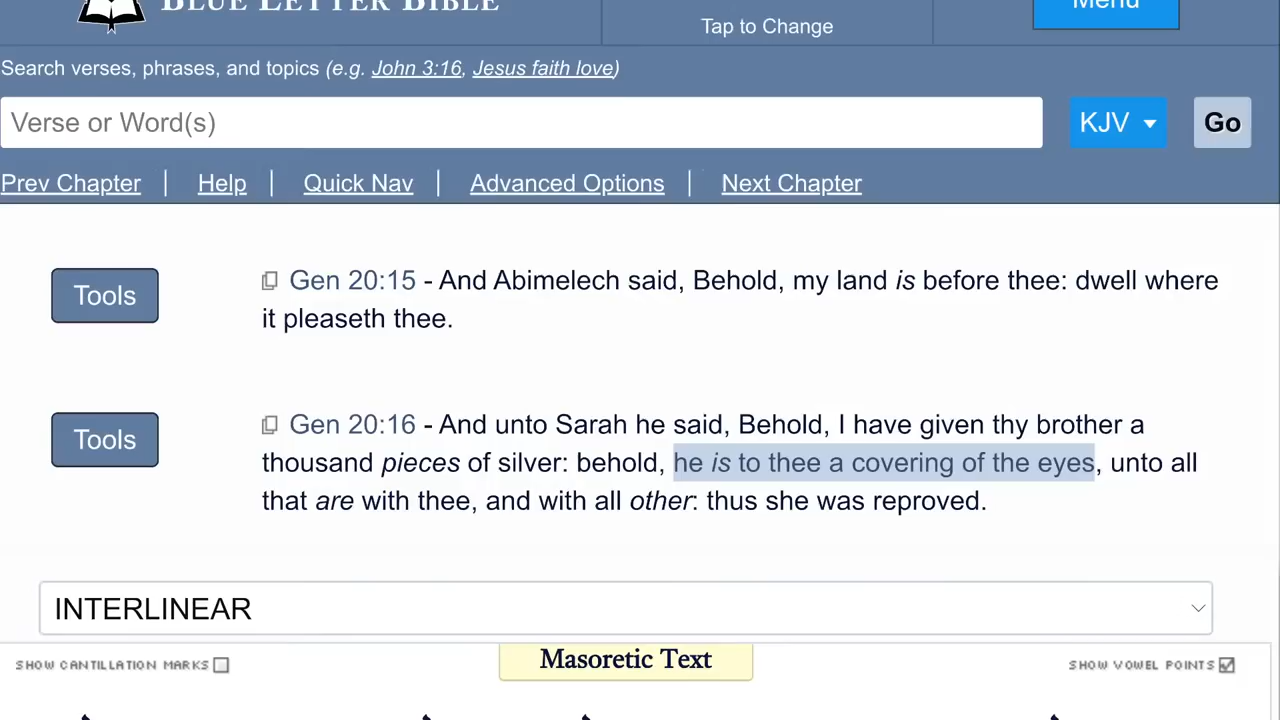 BLUE LETTER BIBLE
Tap to Change
Menu
Search verses, phrases, and topics (e.g. John 3:16, Jesus faith love)
Verse or Word(s)
KJV
Go
Prev Chapter | Help | Quick Nav | Advanced Options | Next Chapter
Tools
Gen 20:15 - And Abimelech said, Behold, my land is before thee: dwell where
it pleaseth thee.
Tools
Gen 20:16 - And unto Sarah he said, Behold, I have given thy brother a
thousand pieces of silver: behold, he is to thee a covering of the eyes, unto all
that are with thee, and with all other: thus she was reproved.
INTERLINEAR
SHOW CANTILLATION MARKS
Masoretic Text
SHOW VOWEL POINTS